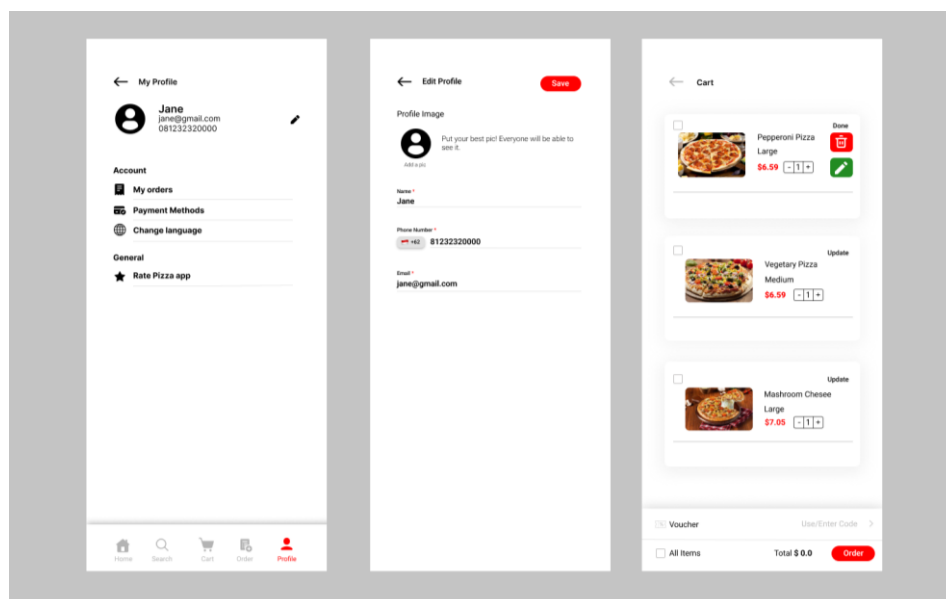 My Profile
Jane
jane@gmail.com
081232320000
Account
My orders
Payment Methods
Change language
General
Rate Pizza app
Home
Search
Cart
Order
Profile
Edit Profile
Save
Profile Image
Put your best pic! Everyone will be able to
see it.
Add a pic
Name *
Jane
Phone Number *
+62
81232320000
Email *
jane@gmail.com
Cart
Done
Pepperoni Pizza
Large
$6.59 - 1 +
Update
Vegetary Pizza
Medium
$6.59 - 1 +
Update
Mashroom Chesee
Large
$7.05 - 1 +
Voucher
Use/Enter Code
All Items
Total $ 0.0
Order